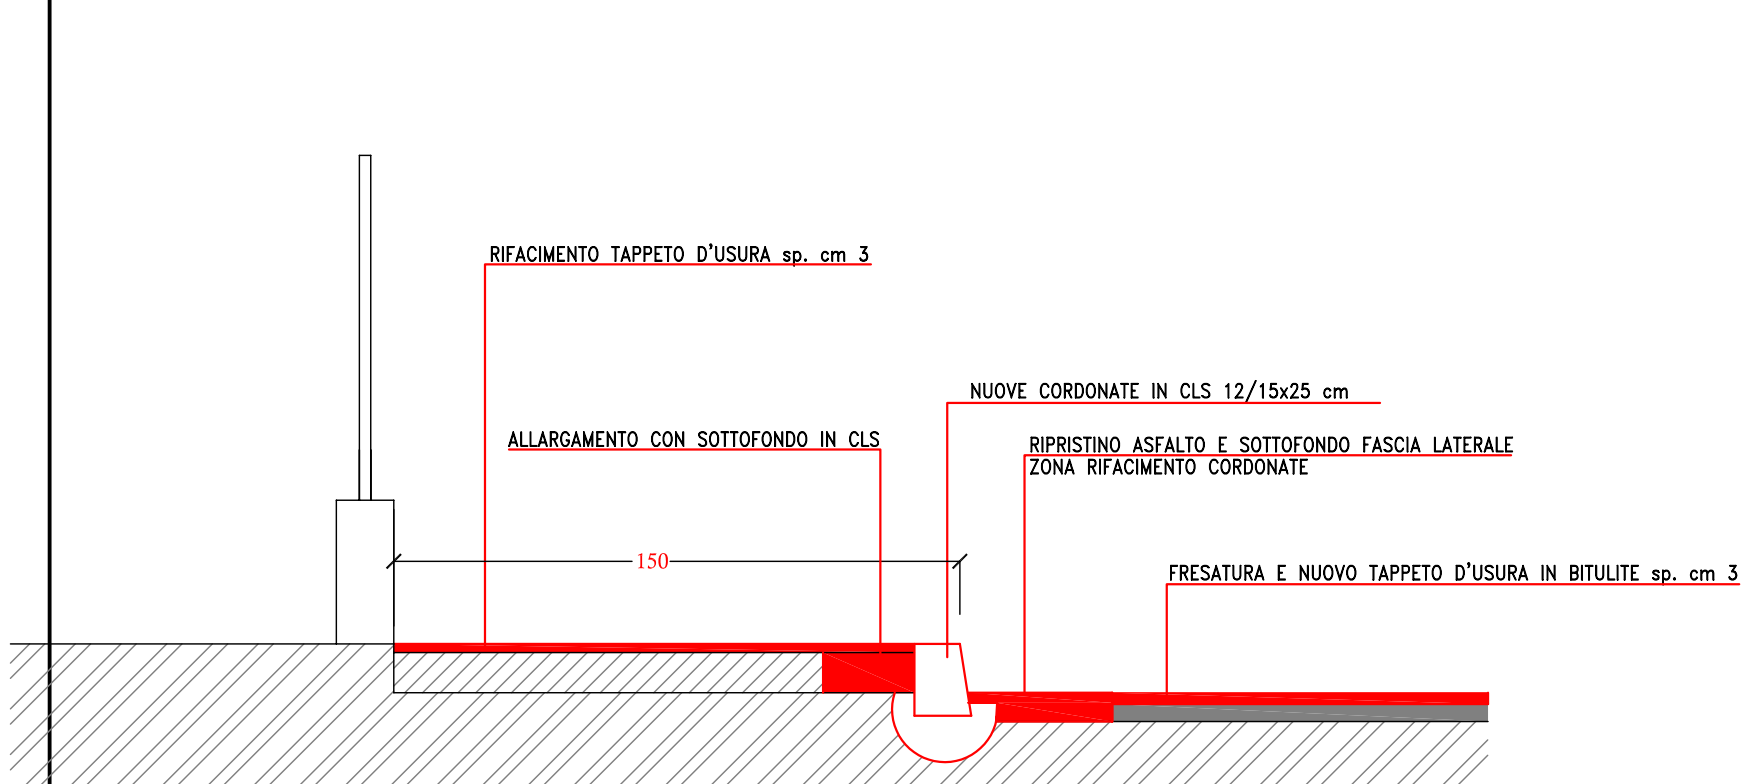 RIFACIMENTO TAPPETO D'USURA sp. cm 3
NUOVE CORDONATE IN CLS 12/15x25 cm
ALLARGAMENTO CON SOTTOFONDO IN CLS
RIPRISTINO ASFALTO E SOTTOFONDO FASCIA LATERALE
ZONA RIFACIMENTO CORDONATE
150
FRESATURA E NUOVO TAPPETO D'USURA IN BITULITE sp. cm 3